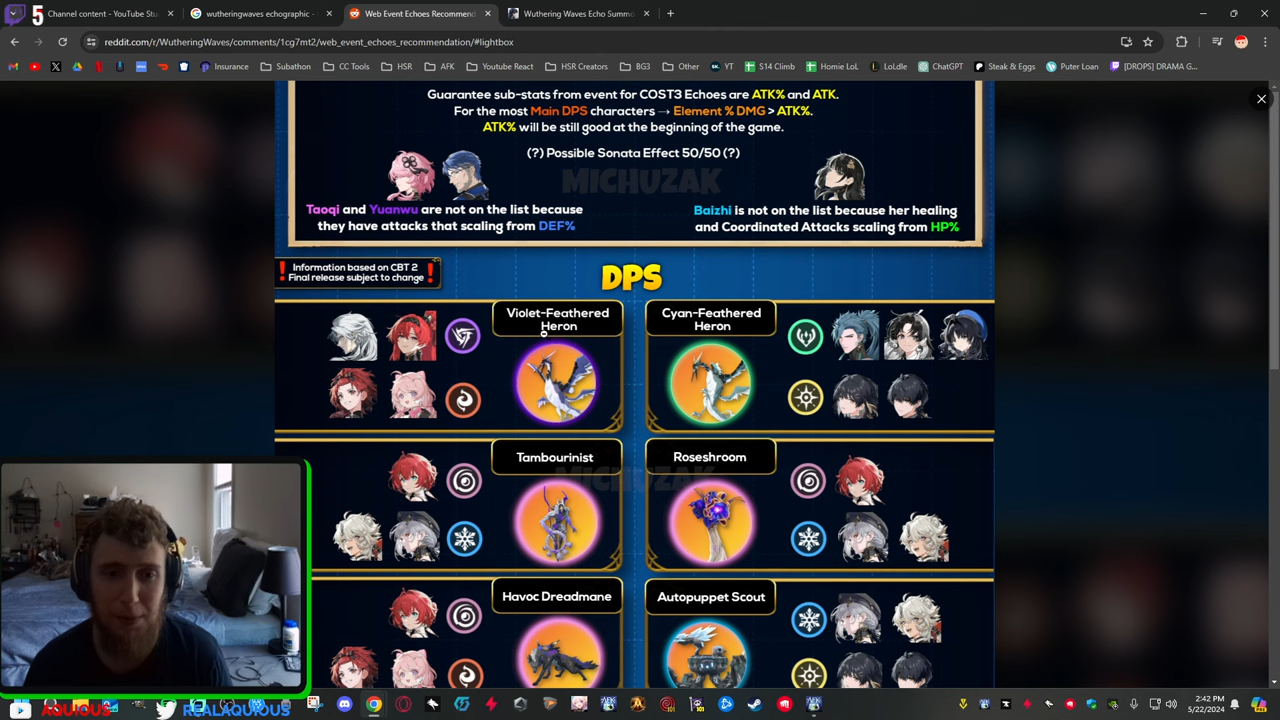 5
Channel content - YouTube Stu
wutheringwaves echographic -
Web Event Echoes Recommend
Wuthering Waves Echo Summo
reddit.com/r/WutheringWaves/comments/1cg7mt2/web_event_echoes_recommendation/#lightbox
Insurance
Subathon
CC Tools
HSR
AFK
Youtube React
HSR Creators
BG3
Other
YT
S14 Climb
Homie LoL
LoLdle
ChatGPT
Steak & Eggs
Puter Loan
[DROPS] DRAMA G...
Guarantee sub-stats from event for COST3 Echoes are ATK% and ATK.
For the most Main DPS characters → Element % DMG > ATK%.
ATK% will be still good at the beginning of the game.
(?) Possible Sonata Effect 50/50 (?)
MICHUZAK
Taoqi and Yuanwu are not on the list because
they have attacks that scaling from DEF%
Baizhi is not on the list because her healing
and Coordinated Attacks scaling from HP%
Information based on CBT 2
Final release subject to change
DPS
Violet-Feathered
Heron
Cyan-Feathered
Heron
Tambourinist
Roseshroom
MICHUZAK
Havoc Dreadmane
Autopuppet Scout
AQUIOUS
REALAQUIOUS
2:42 PM
5/22/2024